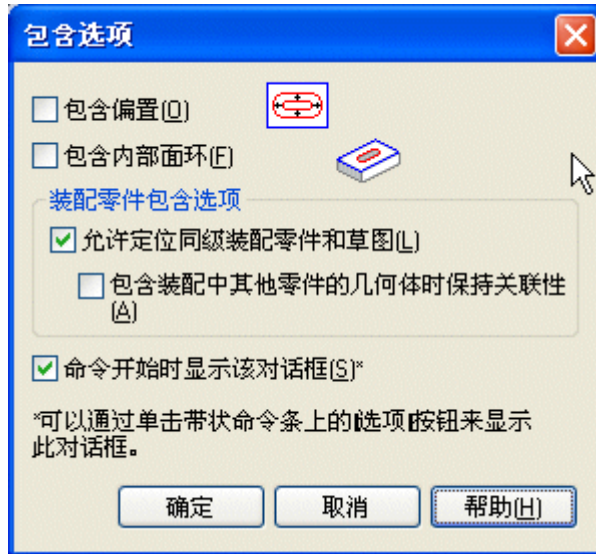 包含选项
包含偏置(O)
包含内部面环(F)
装配零件包含选项
允许定位同级装配零件和草图(L)
包含装配中其他零件的几何体时保持关联性
(A)
命令开始时显示该对话框(S)*
*可以通过单击带状命令条上的选项按钮来显示
此对话框。
确定
取消
帮助(H)